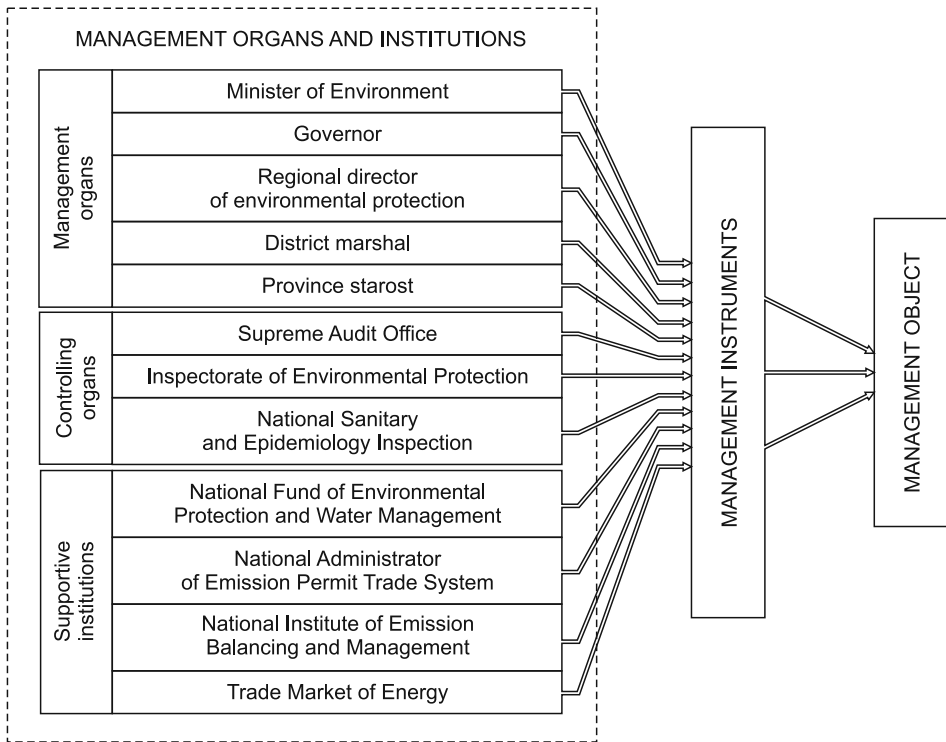 MANAGEMENT ORGANS AND INSTITUTIONS
Management
organs
Minister of Environment
Governor
Regional director
of environmental protection
District marshal
Province starost
Controlling
organs
Supreme Audit Office
Inspectorate of Environmental Protection
National Sanitary
and Epidemiology Inspection
Supportive
institutions
National Fund of Environmental
Protection and Water Management
National Administrator
of Emission Permit Trade System
National Institute of Emission
Balancing and Management
Trade Market of Energy
MANAGEMENT INSTRUMENTS
MANAGEMENT OBJECT